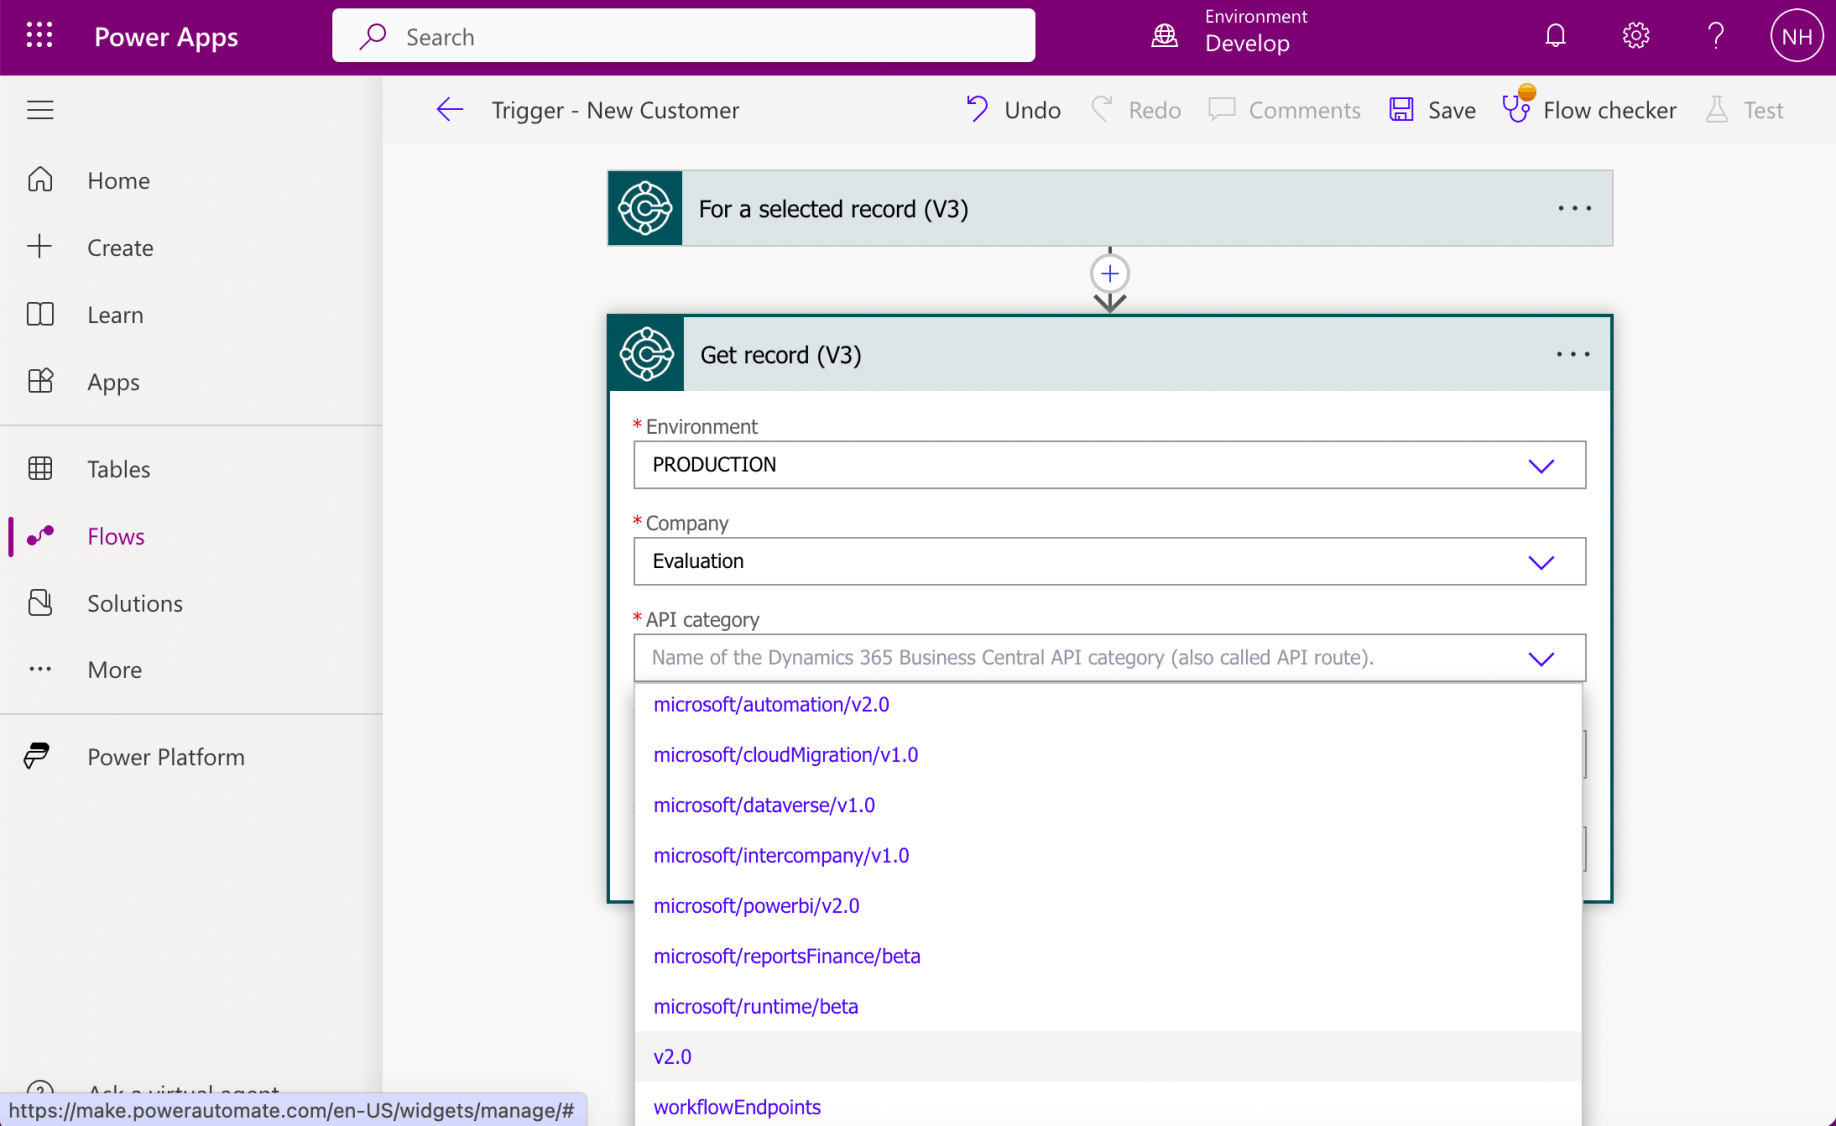 Power Apps
Search
Environment
Develop
NH
Trigger - New Customer
Undo
Redo
Comments
Save
Flow checker
Test
Home
Create
Learn
Apps
Tables
Flows
Solutions
More
Power Platform
Ask a virtual agent
https://make.powerautomate.com/en-US/widgets/manage/#
For a selected record (V3)
Get record (V3)
* Environment
PRODUCTION
* Company
Evaluation
* API category
Name of the Dynamics 365 Business Central API category (also called API route).
microsoft/automation/v2.0
microsoft/cloudMigration/v1.0
microsoft/dataverse/v1.0
microsoft/intercompany/v1.0
microsoft/powerbi/v2.0
microsoft/reportsFinance/beta
microsoft/runtime/beta
v2.0
workflowEndpoints